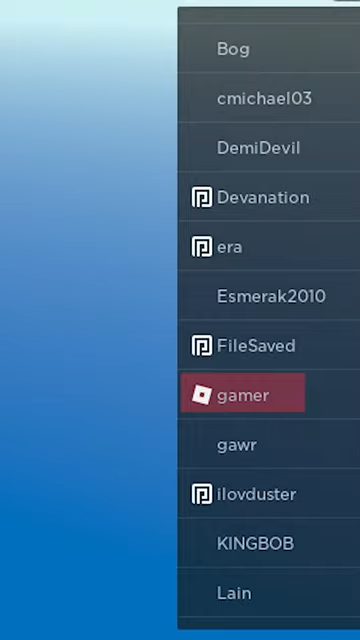 Bog
cmichael03
DemiDevil
Devanation
era
Esmerak2010
FileSaved
gamer
gawr
ilovduster
KINGBOB
Lain